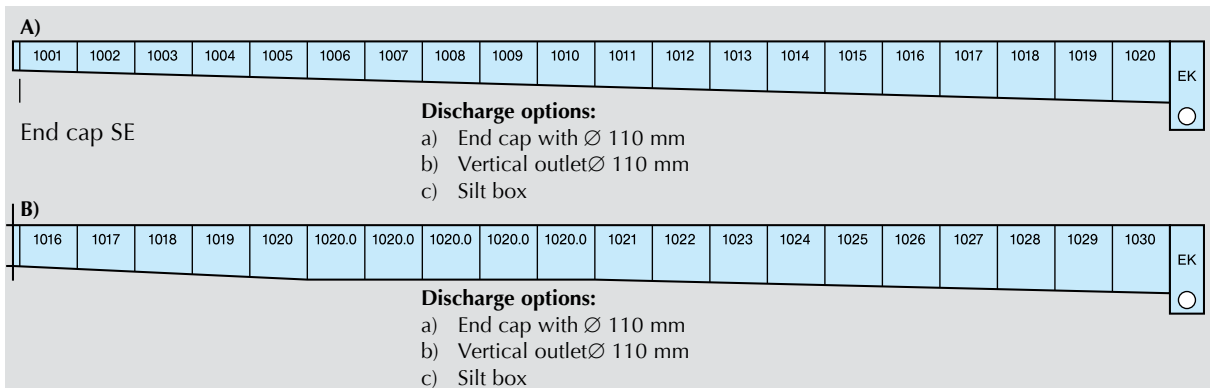 A)
1001 1002 1003 1004 1005 1006 1007 1008 1009 1010 1011 1012 1013 1014 1015 1016 1017 1018 1019 1020
EK
End cap SE
Discharge options:
a) End cap with ∅ 110 mm
b) Vertical outlet∅ 110 mm
c) Silt box
B)
1016 1017 1018 1019 1020 1020.0 1020.0 1020.0 1020.0 1020.0 1021 1022 1023 1024 1025 1026 1027 1028 1029 1030
EK
Discharge options:
a) End cap with ∅ 110 mm
b) Vertical outlet∅ 110 mm
c) Silt box